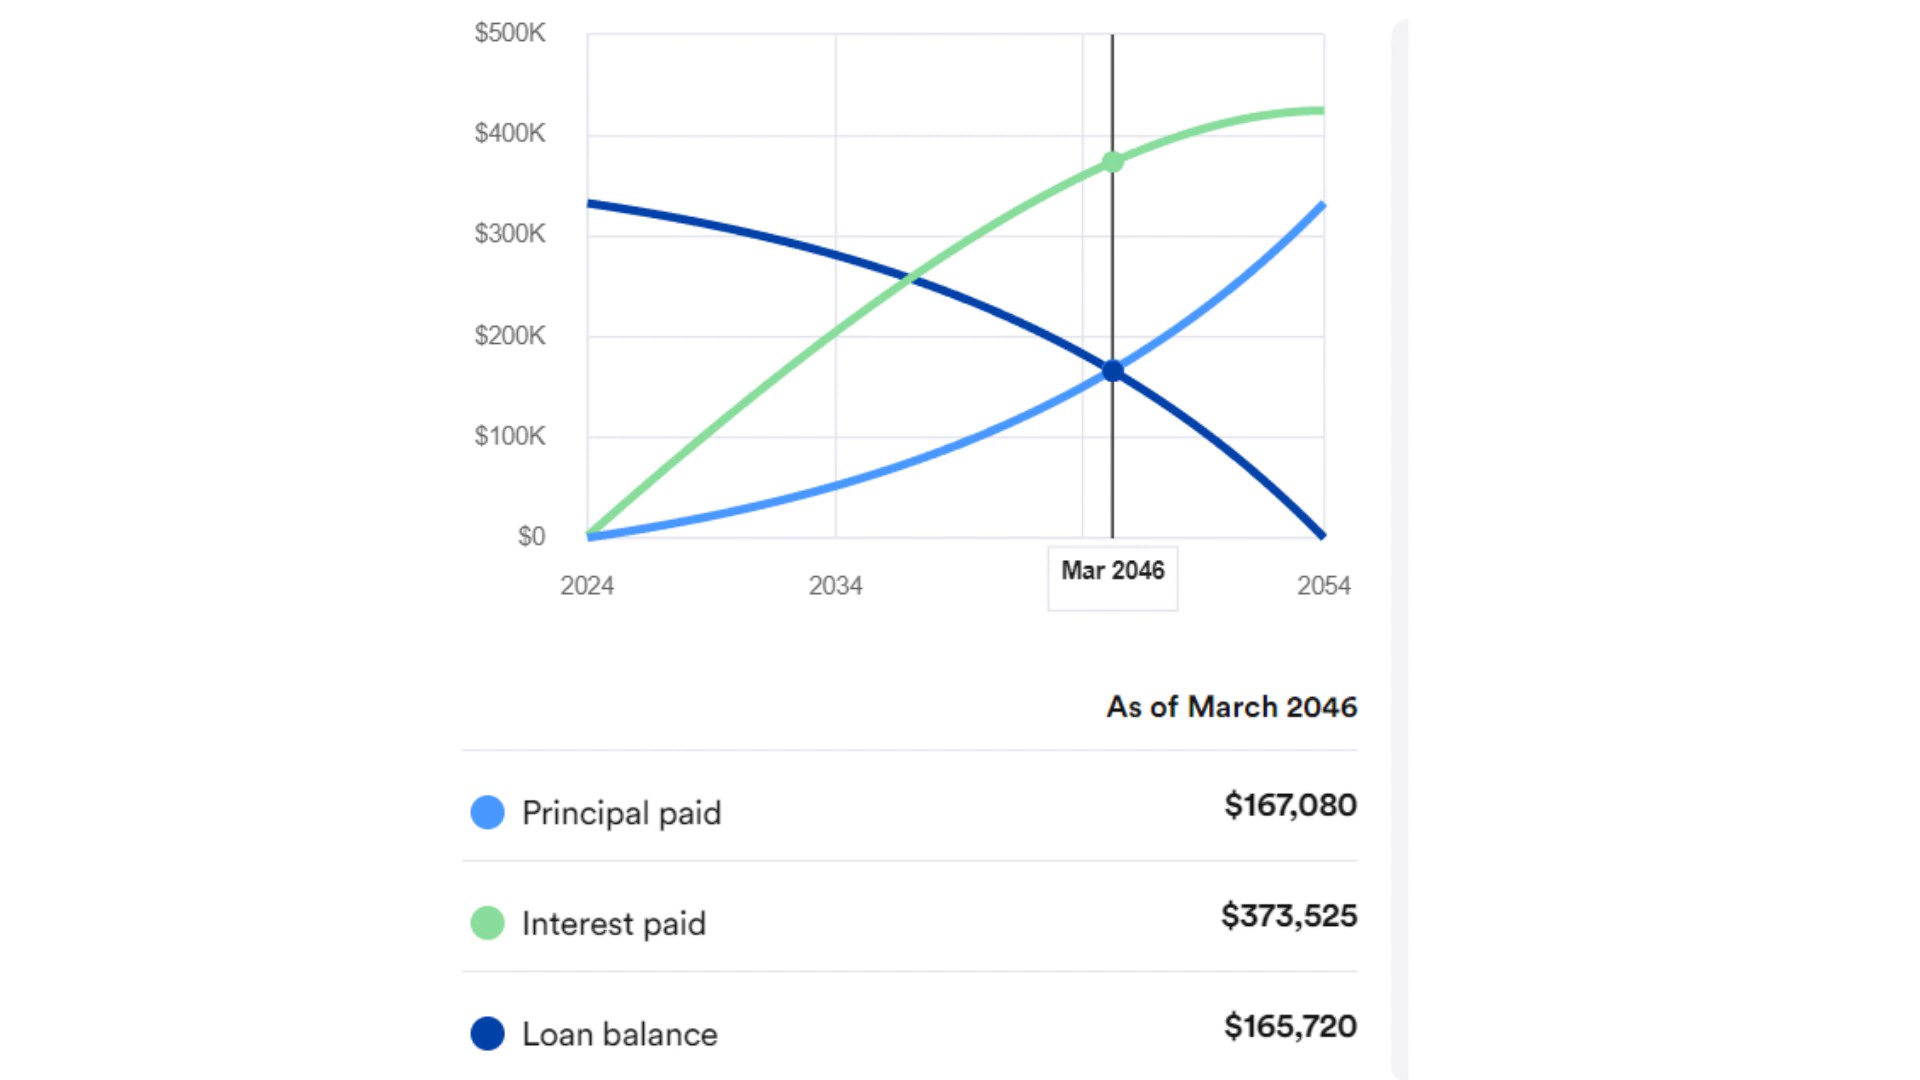 $500K
$400K
$300K
$200K
$100K
$0
2024 2034 Mar 2046 2054
As of March 2046
Principal paid $167,080
Interest paid $373,525
Loan balance $165,720